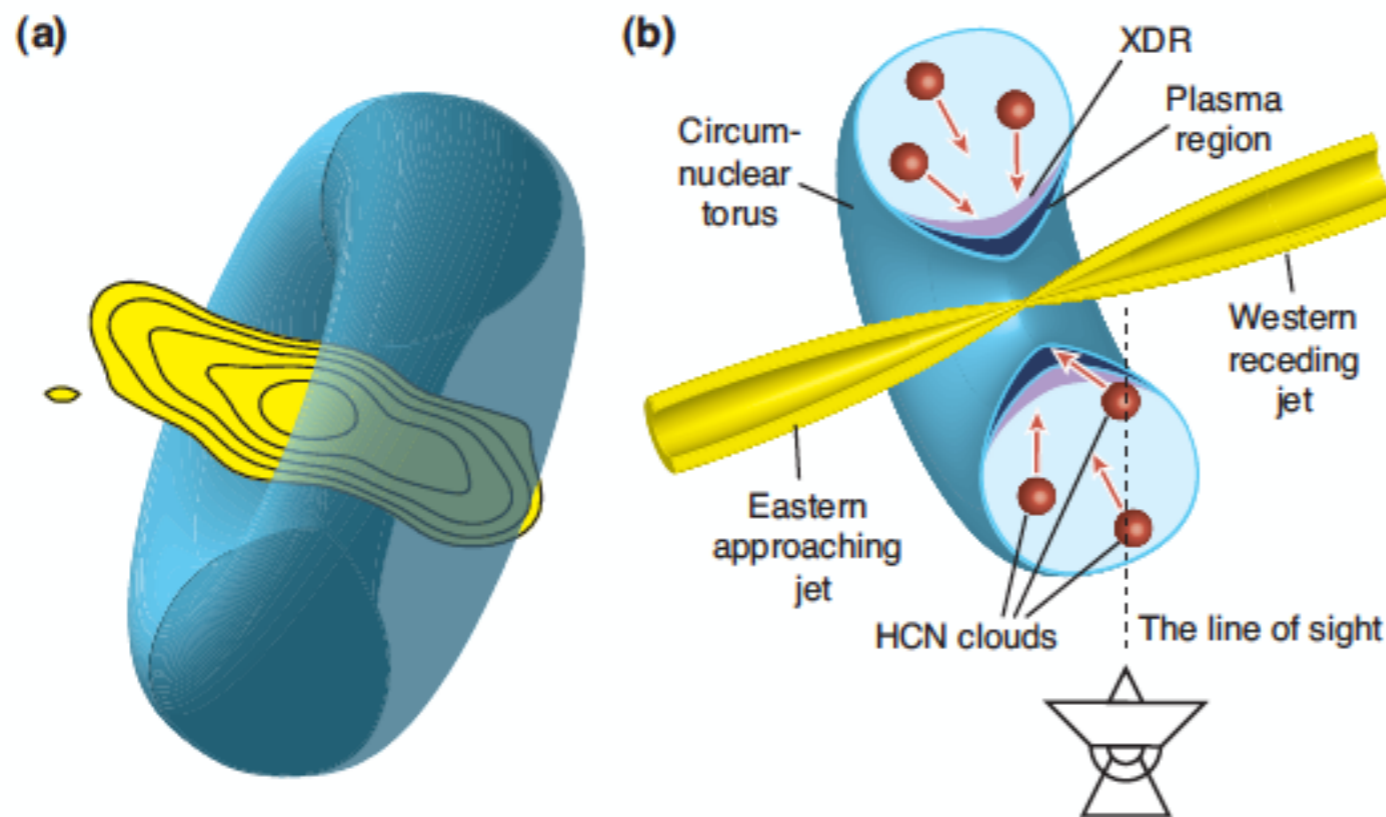 (a)
(b)
XDR
Plasma
region
Circum-
nuclear
torus
Western
receding
jet
Eastern
approaching
jet
HCN clouds
The line of sight